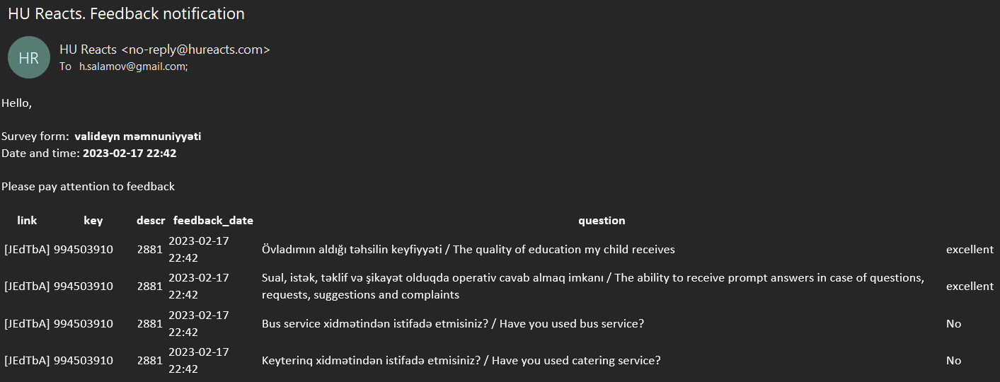 HU Reacts. Feedback notification
HR
HU Reacts <no-reply@hureacts.com>
To h.salamov@gmail.com;
Hello,
Survey form: valideyn məmnuniyyəti
Date and time: 2023-02-17 22:42
Please pay attention to feedback
link key descr feedback_date question
[JEdTbA] 994503910 2881 2023-02-17 22:42 Övladımın aldığı təhsilin keyfiyyəti / The quality of education my child receives excellent
[JEdTbA] 994503910 2881 2023-02-17 22:42 Sual, istək, təklif və şikayət olduqda operativ cavab almaq imkanı / The ability to receive prompt answers in case of questions, requests, suggestions and complaints excellent
[JEdTbA] 994503910 2881 2023-02-17 22:42 Bus service xidmətindən istifadə etmisiniz? / Have you used bus service? No
[JEdTbA] 994503910 2881 2023-02-17 22:42 Keyterinq xidmətindən istifadə etmisiniz? / Have you used catering service? No